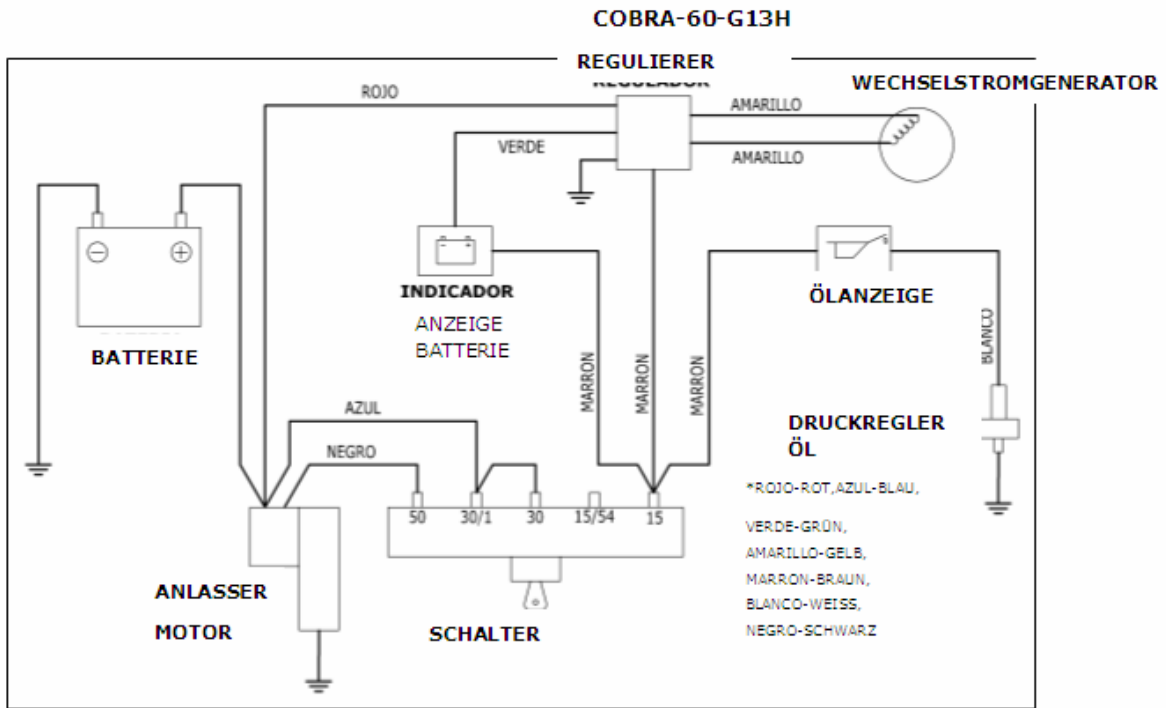 COBRA-60-G13H
REGULIERER
REGULADOR
WECHSELSTROMGENERATOR
ROJO
AMARILLO
VERDE
AMARILLO
INDICADOR
ANZEIGE
BATTERIE
ÖLANZEIGE
BATTERIE
MARRON
MARRON
MARRON
BLANCO
AZUL
NEGRO
DRUCKREGLER
ÖL
50
30/1
30
15/54
15
*ROJO-ROT,AZUL-BLAU,
VERDE-GRÜN,
AMARILLO-GELB,
MARRON-BRAUN,
BLANCO-WEISS,
NEGRO-SCHWARZ
ANLASSER
MOTOR
SCHALTER